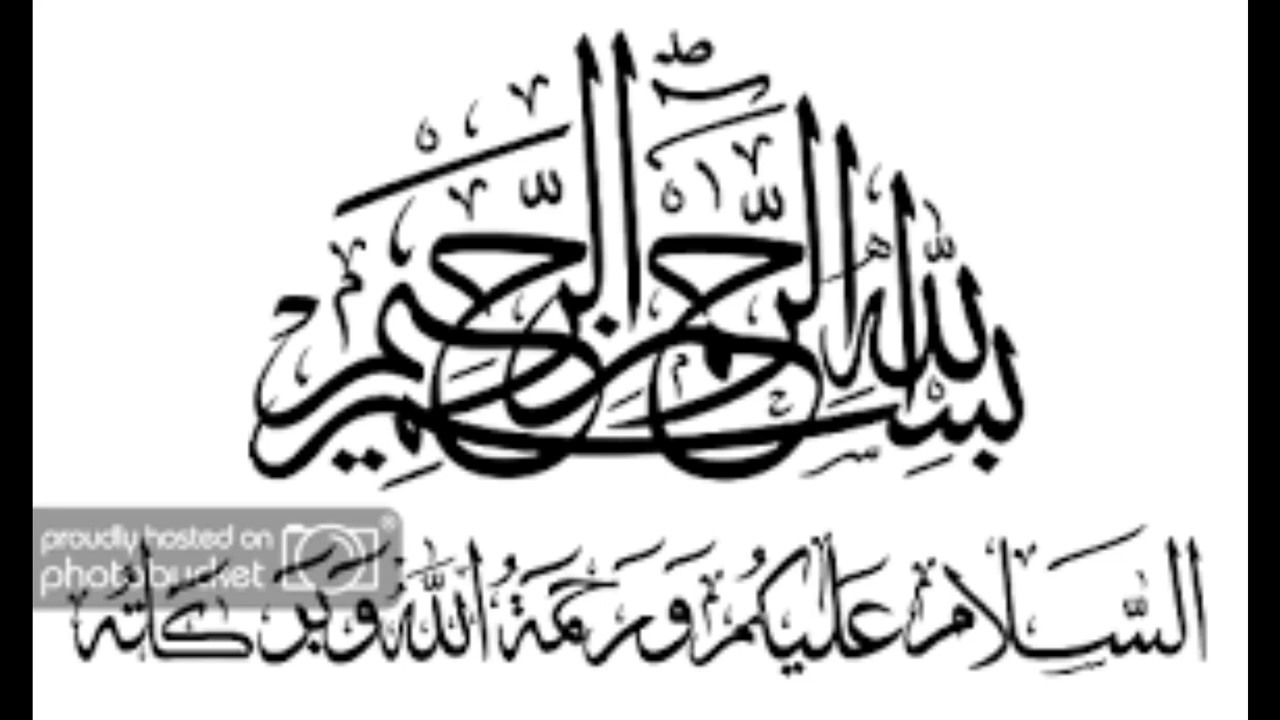 بسم الله الرحمن الرحيم
السلام عليكم ورحمة الله وبركاته
proudly hosted on
photobucket